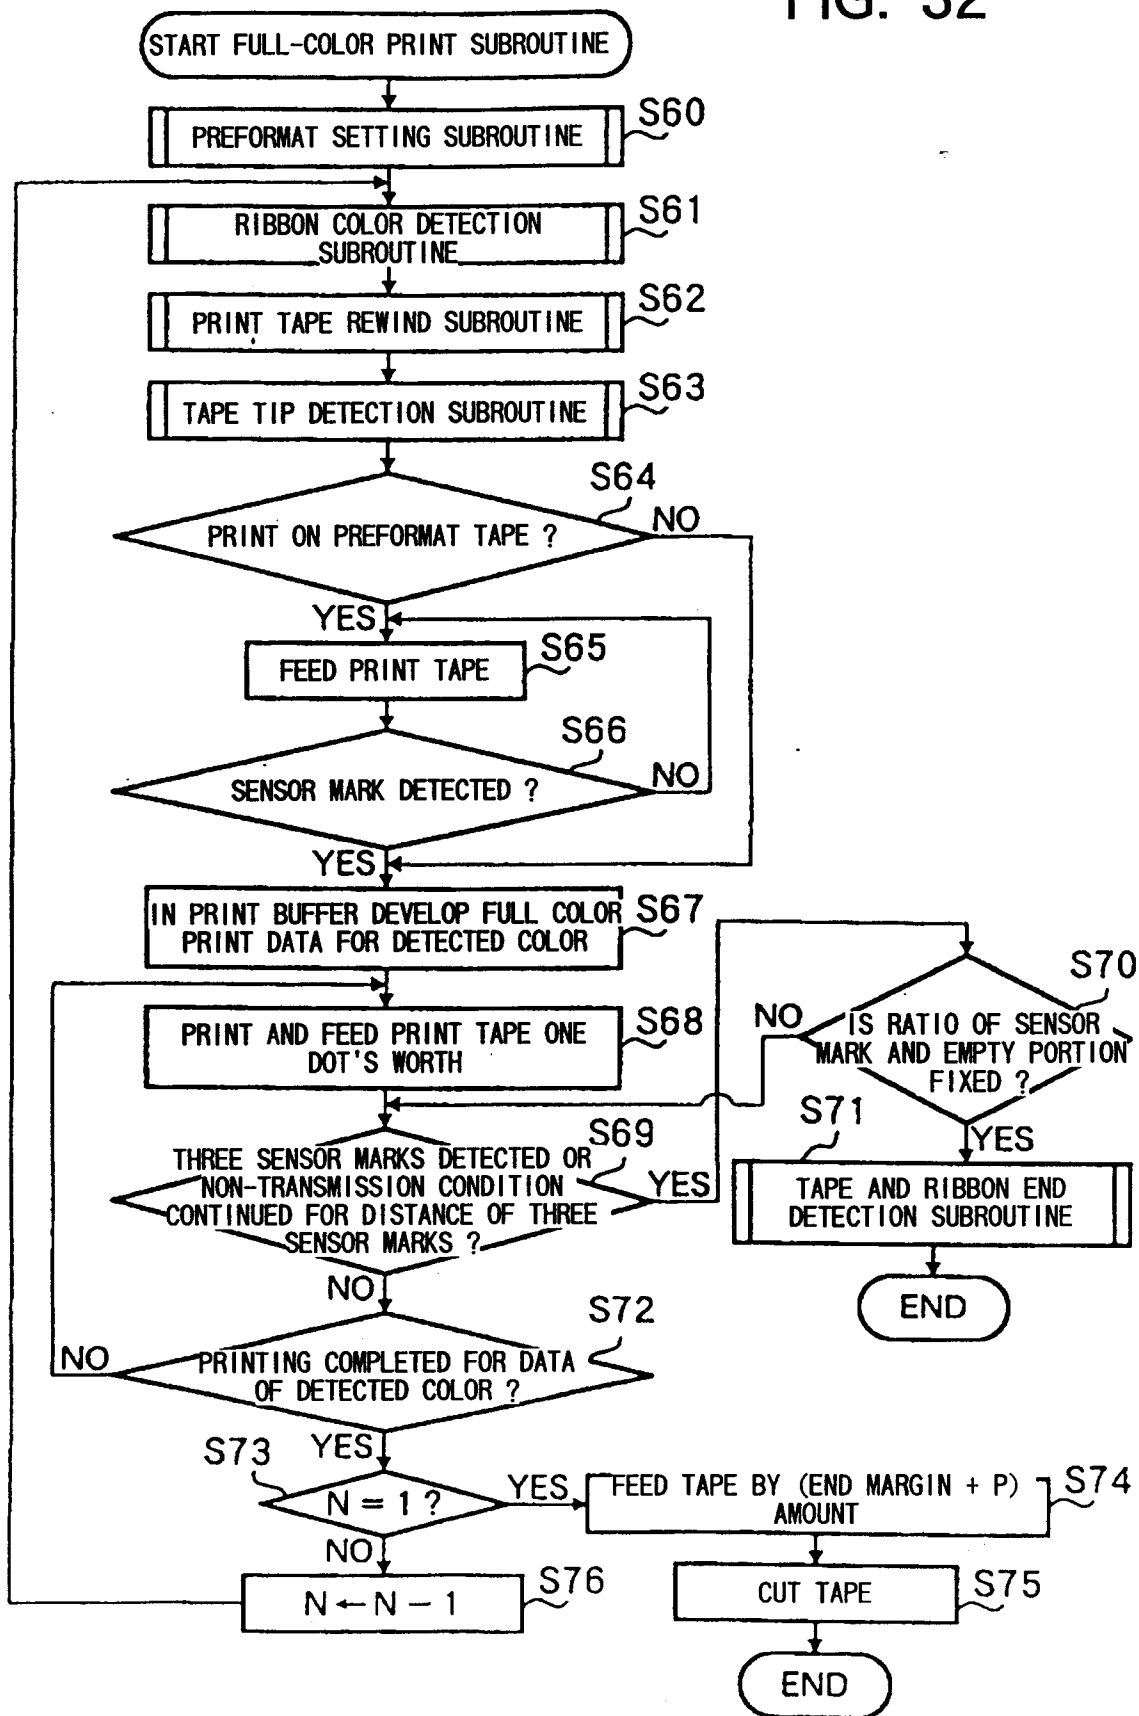 FIG. 32
START FULL-COLOR PRINT SUBROUTINE
PREFORMAT SETTING SUBROUTINE
S60
RIBBON COLOR DETECTION
SUBROUTINE
S61
PRINT TAPE REWIND SUBROUTINE
S62
TAPE TIP DETECTION SUBROUTINE
S63
S64
PRINT ON PREFORMAT TAPE ?
NO
YES
FEED PRINT TAPE
S65
S66
SENSOR MARK DETECTED ?
NO
YES
IN PRINT BUFFER DEVELOP FULL COLOR
PRINT DATA FOR DETECTED COLOR
S67
PRINT AND FEED PRINT TAPE ONE
DOT'S WORTH
S68
S69
THREE SENSOR MARKS DETECTED OR
NON-TRANSMISSION CONDITION
CONTINUED FOR DISTANCE OF THREE
SENSOR MARKS ?
YES
NO
S70
IS RATIO OF SENSOR
MARK AND EMPTY PORTION
FIXED ?
NO
YES
S71
TAPE AND RIBBON END
DETECTION SUBROUTINE
END
S72
PRINTING COMPLETED FOR DATA
OF DETECTED COLOR ?
NO
YES
S73
N = 1 ?
YES
NO
FEED TAPE BY (END MARGIN + P)
AMOUNT
S74
CUT TAPE
S75
END
N ← N − 1
S76